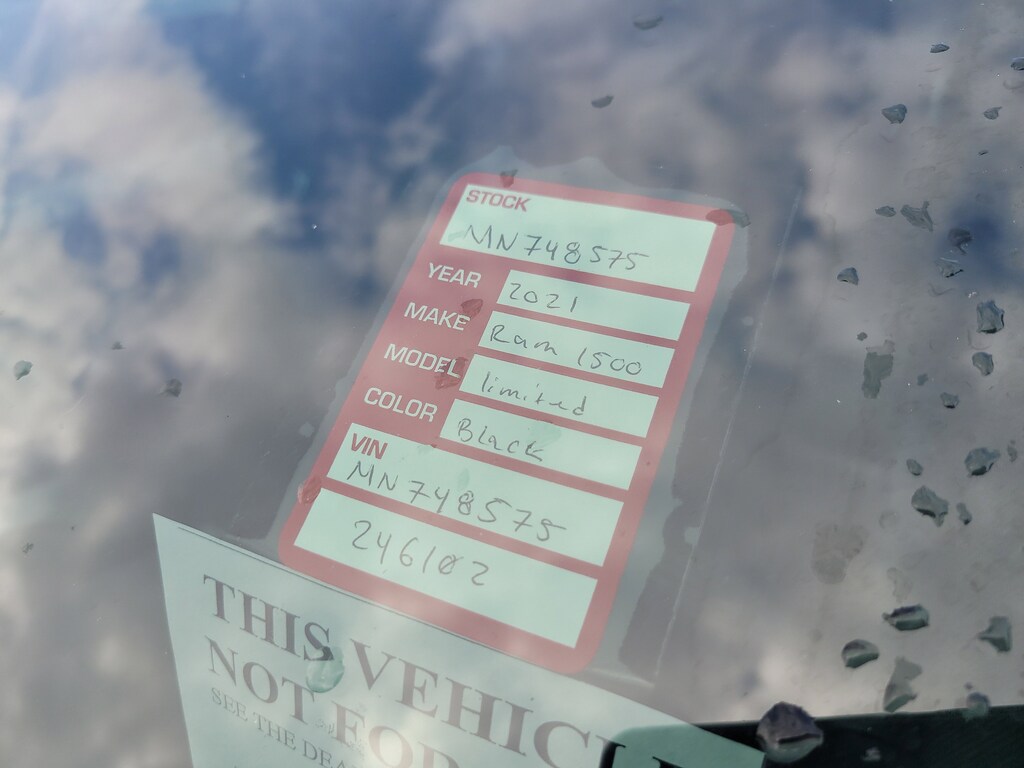 STOCK
MN748575
YEAR 2021
MAKE Ram 1500
MODEL limited
COLOR Black
VIN
MN748575
246102
THIS VEHIC
NOT FOR
SEE THE DEA